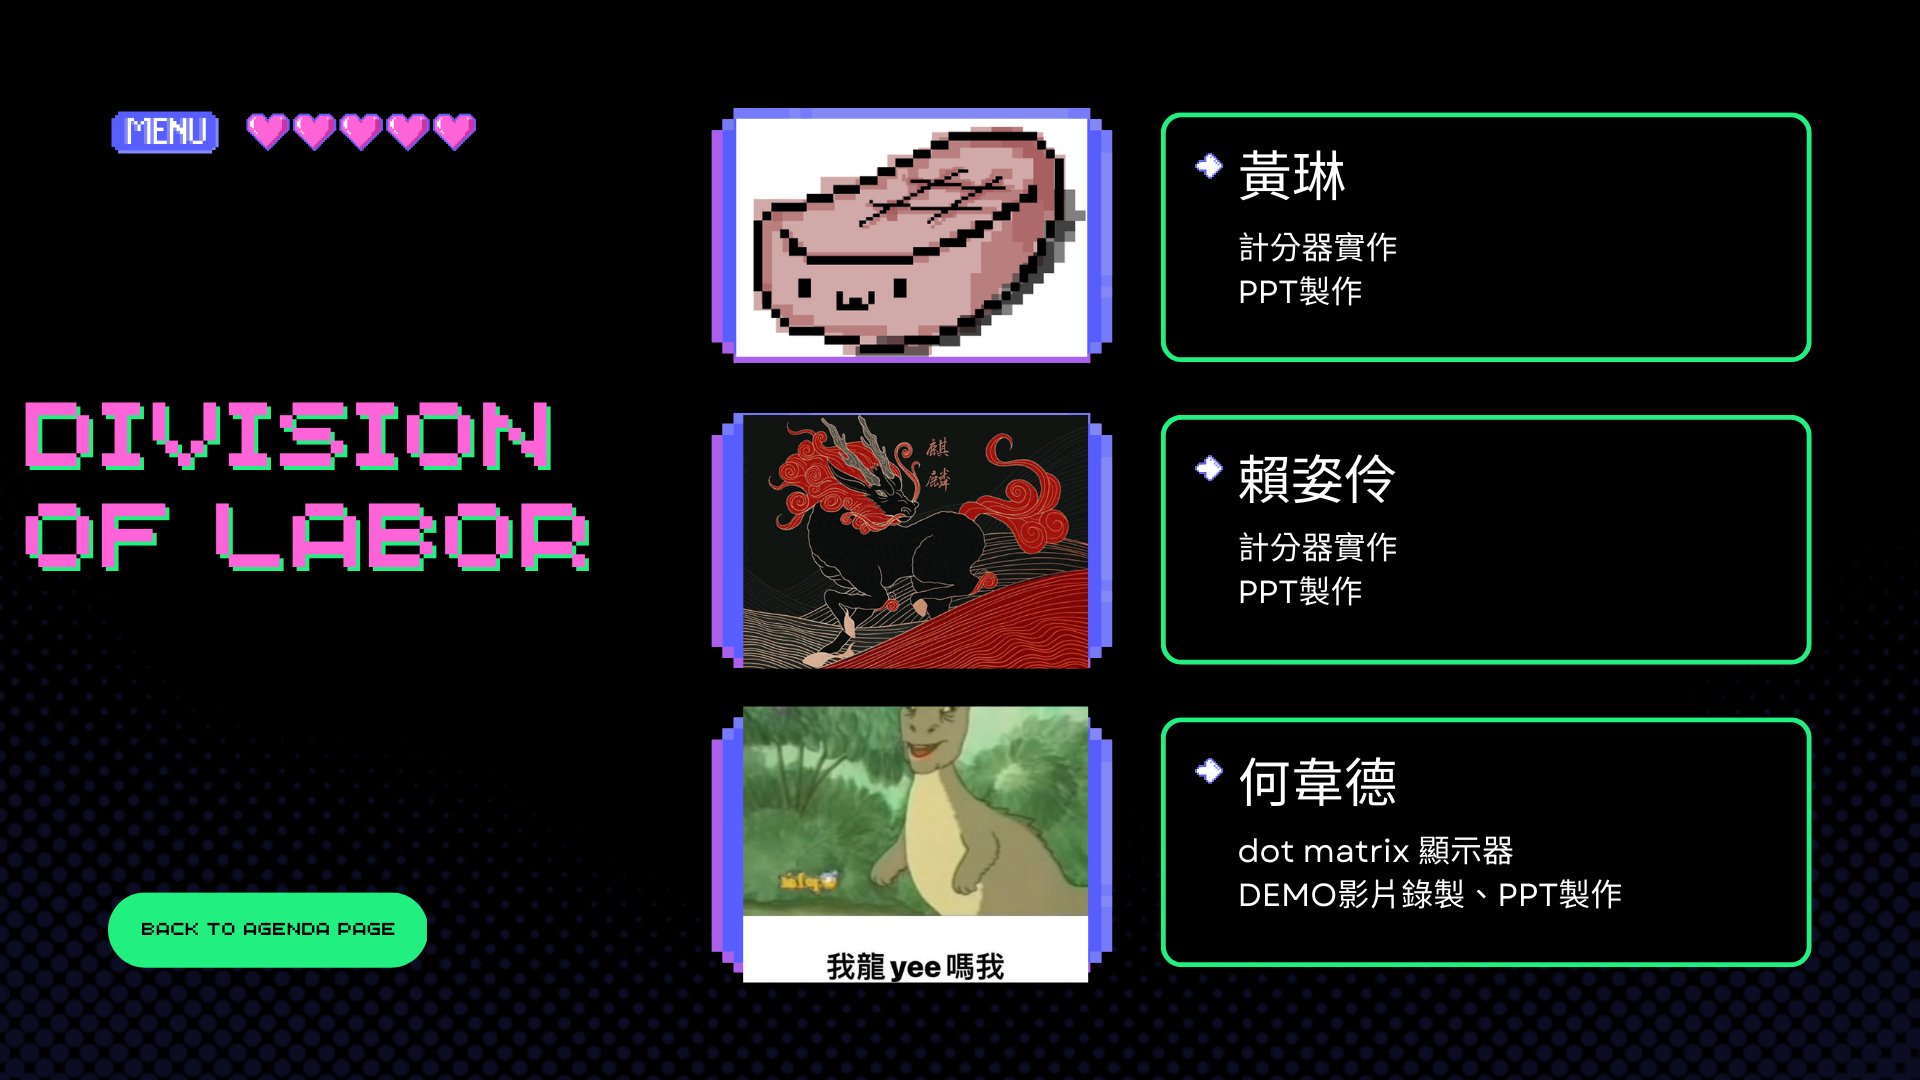 MENU
DIVISION
OF LABOR
BACK TO AGENDA PAGE
麒
麟
我龍yee嗎我
黃琳
計分器實作
PPT製作
賴姿伶
計分器實作
PPT製作
何韋德
dot matrix 顯示器
DEMO影片錄製、PPT製作